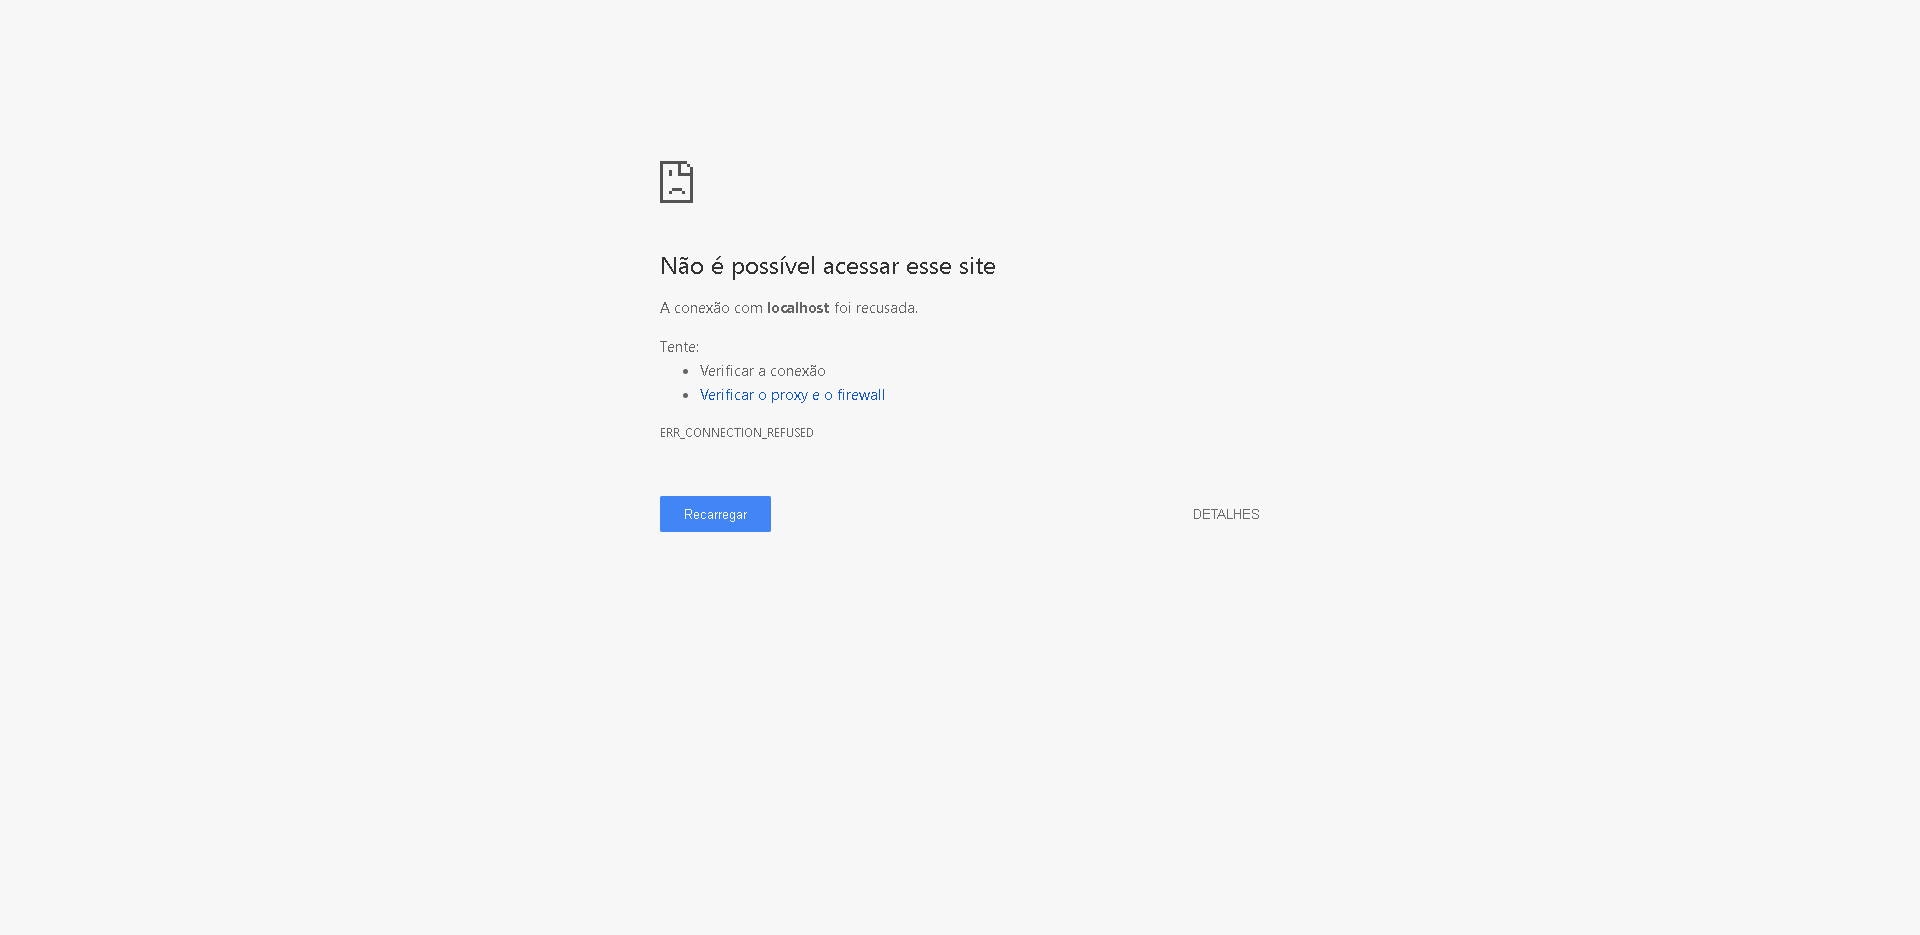 Não é possível acessar esse site
A conexão com localhost foi recusada.
Tente:
• Verificar a conexão
• Verificar o proxy e o firewall
ERR_CONNECTION_REFUSED
Recarregar
DETALHES